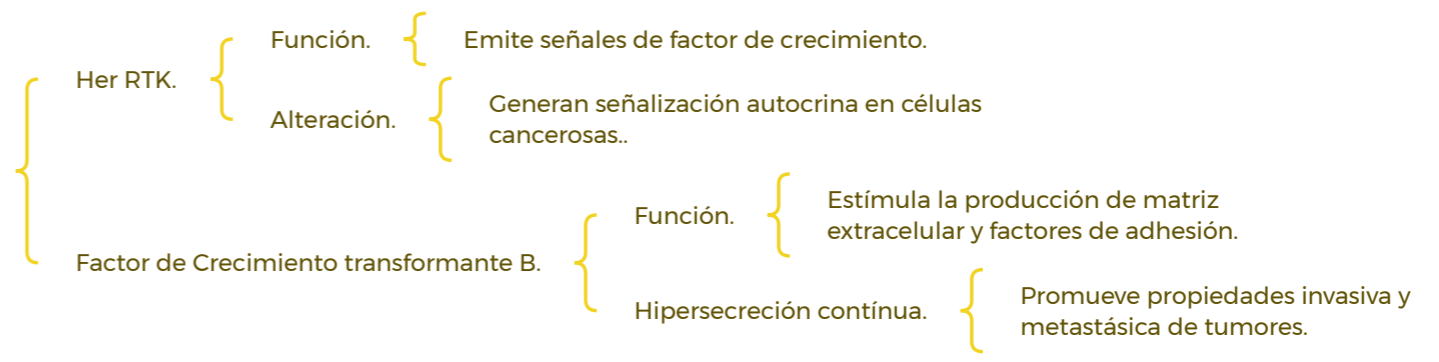 Her RTK.
Función.
Emite señales de factor de crecimiento.
Alteración.
Generan señalización autocrina en células
cancerosas..
Factor de Crecimiento transformante B.
Función.
Estímula la producción de matriz
extracelular y factores de adhesión.
Hipersecreción contínua.
Promueve propiedades invasiva y
metastásica de tumores.